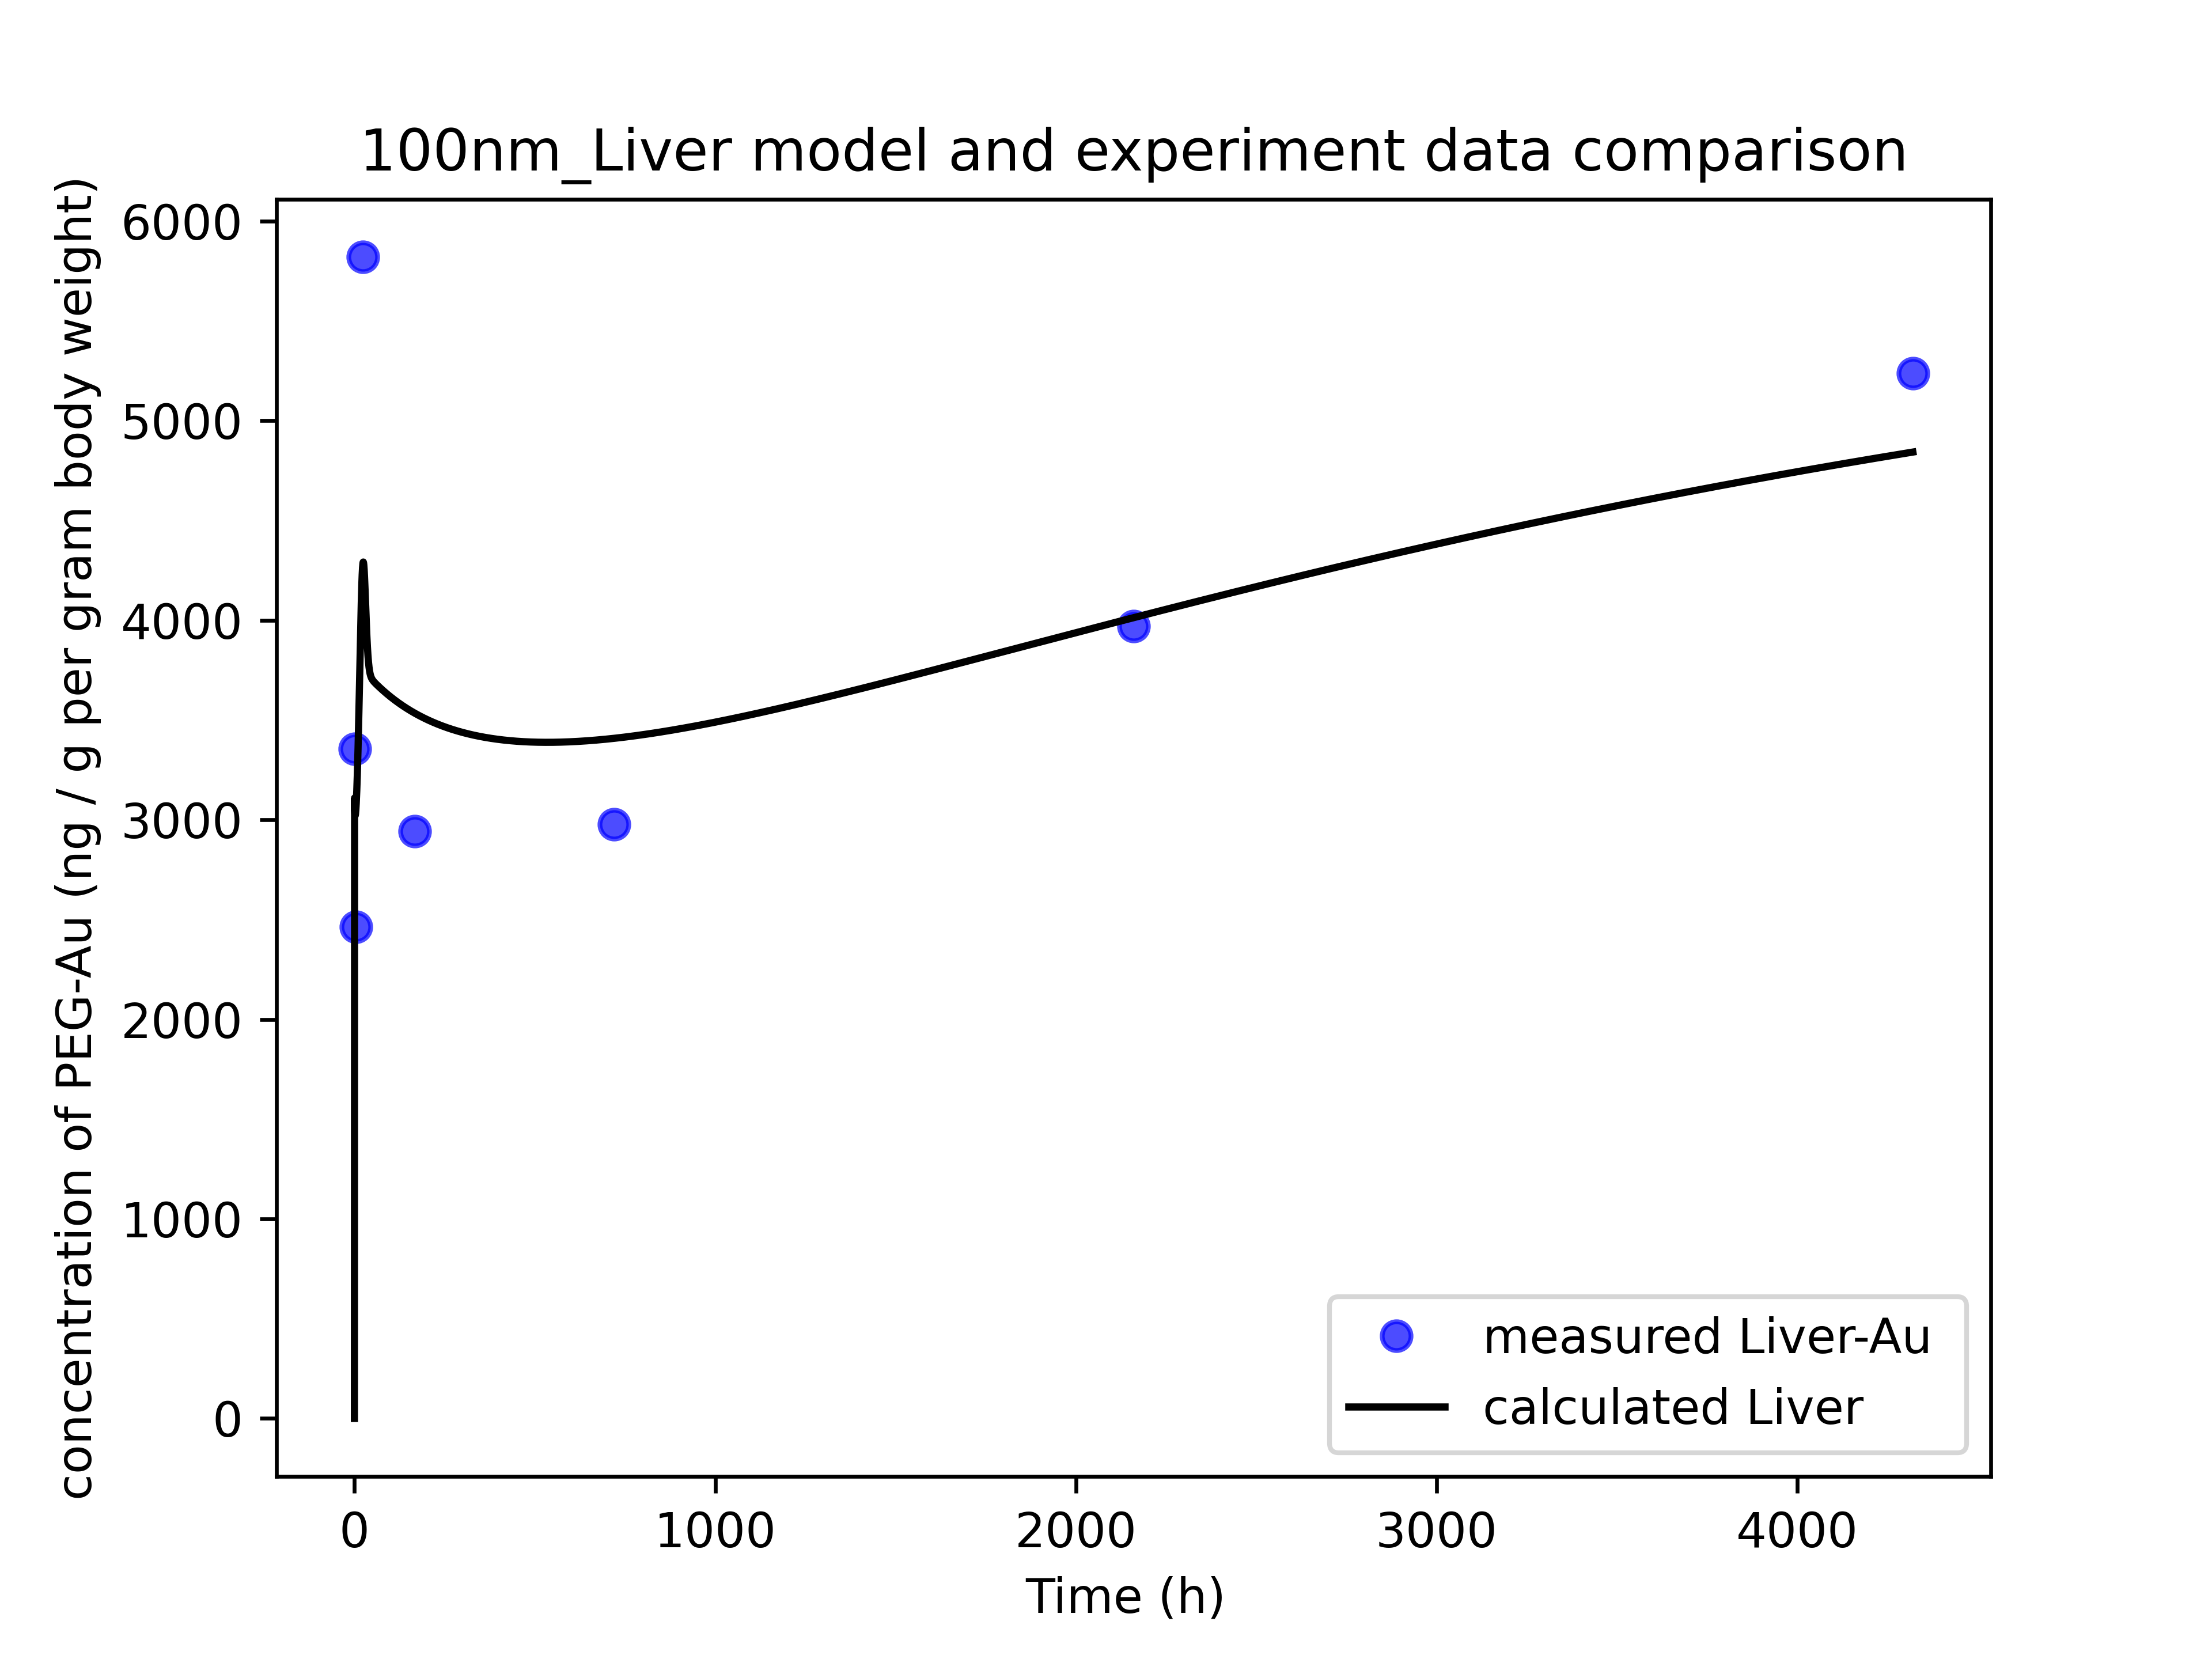 100nm_Liver model and experiment data comparison
concentration of PEG-Au (ng / g per gram body weight)
6000
5000
4000
3000
2000
1000
0
measured Liver-Au
calculated Liver
0 1000 2000 3000 4000
Time (h)